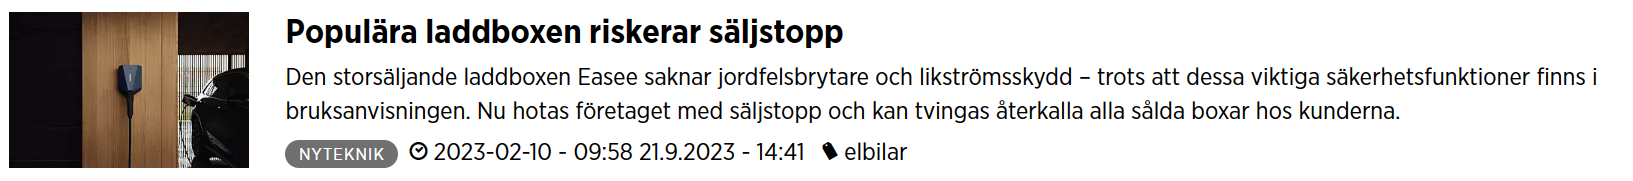 Populära laddboxen riskerar säljstopp
Den storsäljande laddboxen Easee saknar jordfelsbrytare och likströmsskydd – trots att dessa viktiga säkerhetsfunktioner finns i
bruksanvisningen. Nu hotas företaget med säljstopp och kan tvingas återkalla alla sålda boxar hos kunderna.
NYTEKNIK 2023-02-10 - 09:58 21.9.2023 - 14:41 elbilar